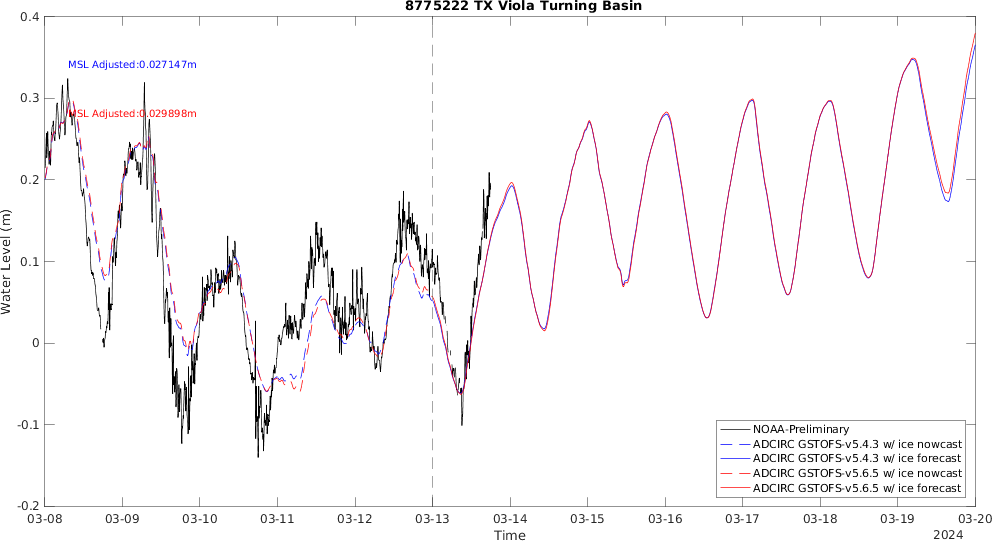 8775222 TX Viola Turning Basin
MSL Adjusted:0.027147m
MSL Adjusted:0.029898m
Water Level (m)
0.4
0.3
0.2
0.1
0
-0.1
-0.2
NOAA-Preliminary
ADCIRC GSTOFS-v5.4.3 w/ ice nowcast
ADCIRC GSTOFS-v5.4.3 w/ ice forecast
ADCIRC GSTOFS-v5.6.5 w/ ice nowcast
ADCIRC GSTOFS-v5.6.5 w/ ice forecast
03-08 03-09 03-10 03-11 03-12 03-13 03-14 03-15 03-16 03-17 03-18 03-19 03-20
Time
2024